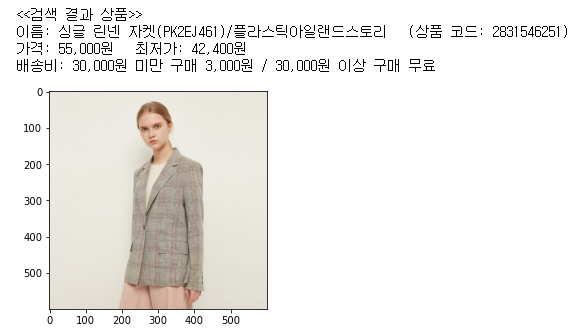 <<검색 결과 상품>>
이름: 싱글 린넨 자켓(PK2EJ461)/플라스틱아일랜드스토리 (상품 코드: 2831546251)
가격: 55,000원 최저가: 42,400원
배송비: 30,000원 미만 구매 3,000원 / 30,000원 이상 구매 무료
0
100
200
300
400
500
0 100 200 300 400 500